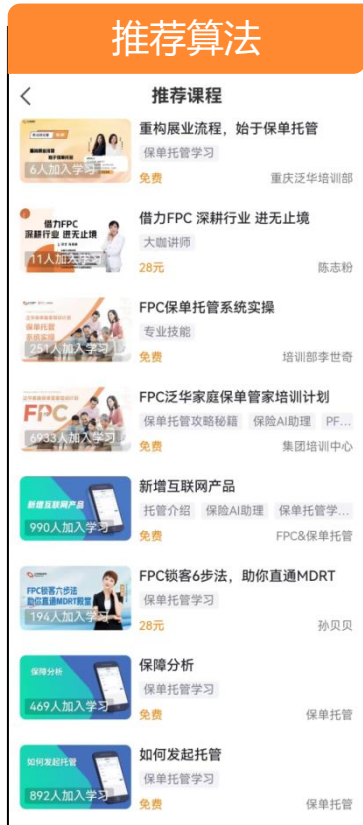 推荐算法
推荐课程
重构展业流程，始于保单托管
保单托管学习
6人加入学习
免费
重庆泛华培训部
借力FPC 深耕行业 进无止境
借力FPC
深耕行业 进无止境
大咖讲师
11人加入学习
28元
陈志粉
FPC保单托管系统实操
保单托管
系统实操
专业技能
251人加入学习
免费
培训部李世奇
FPC泛华家庭保单管家培训计划
FPC
保单托管攻略秘籍 保险AI助理 PF...
6933人加入学习
免费
集团培训中心
新增互联网产品
新增互联网产品
托管介绍 保险AI助理 保单托管学...
990人加入学习
免费
FPC&保单托管
FPC锁客6步法，助你直通MDRT
FPC锁客六步法
助你直通MDRT殿堂
保单托管学习
194人加入学习
28元
孙贝贝
保障分析
保障分析
保单托管学习
469人加入学习
免费
保单托管
如何发起托管
如何发起托管
保单托管学习
892人加入学习
免费
保单托管